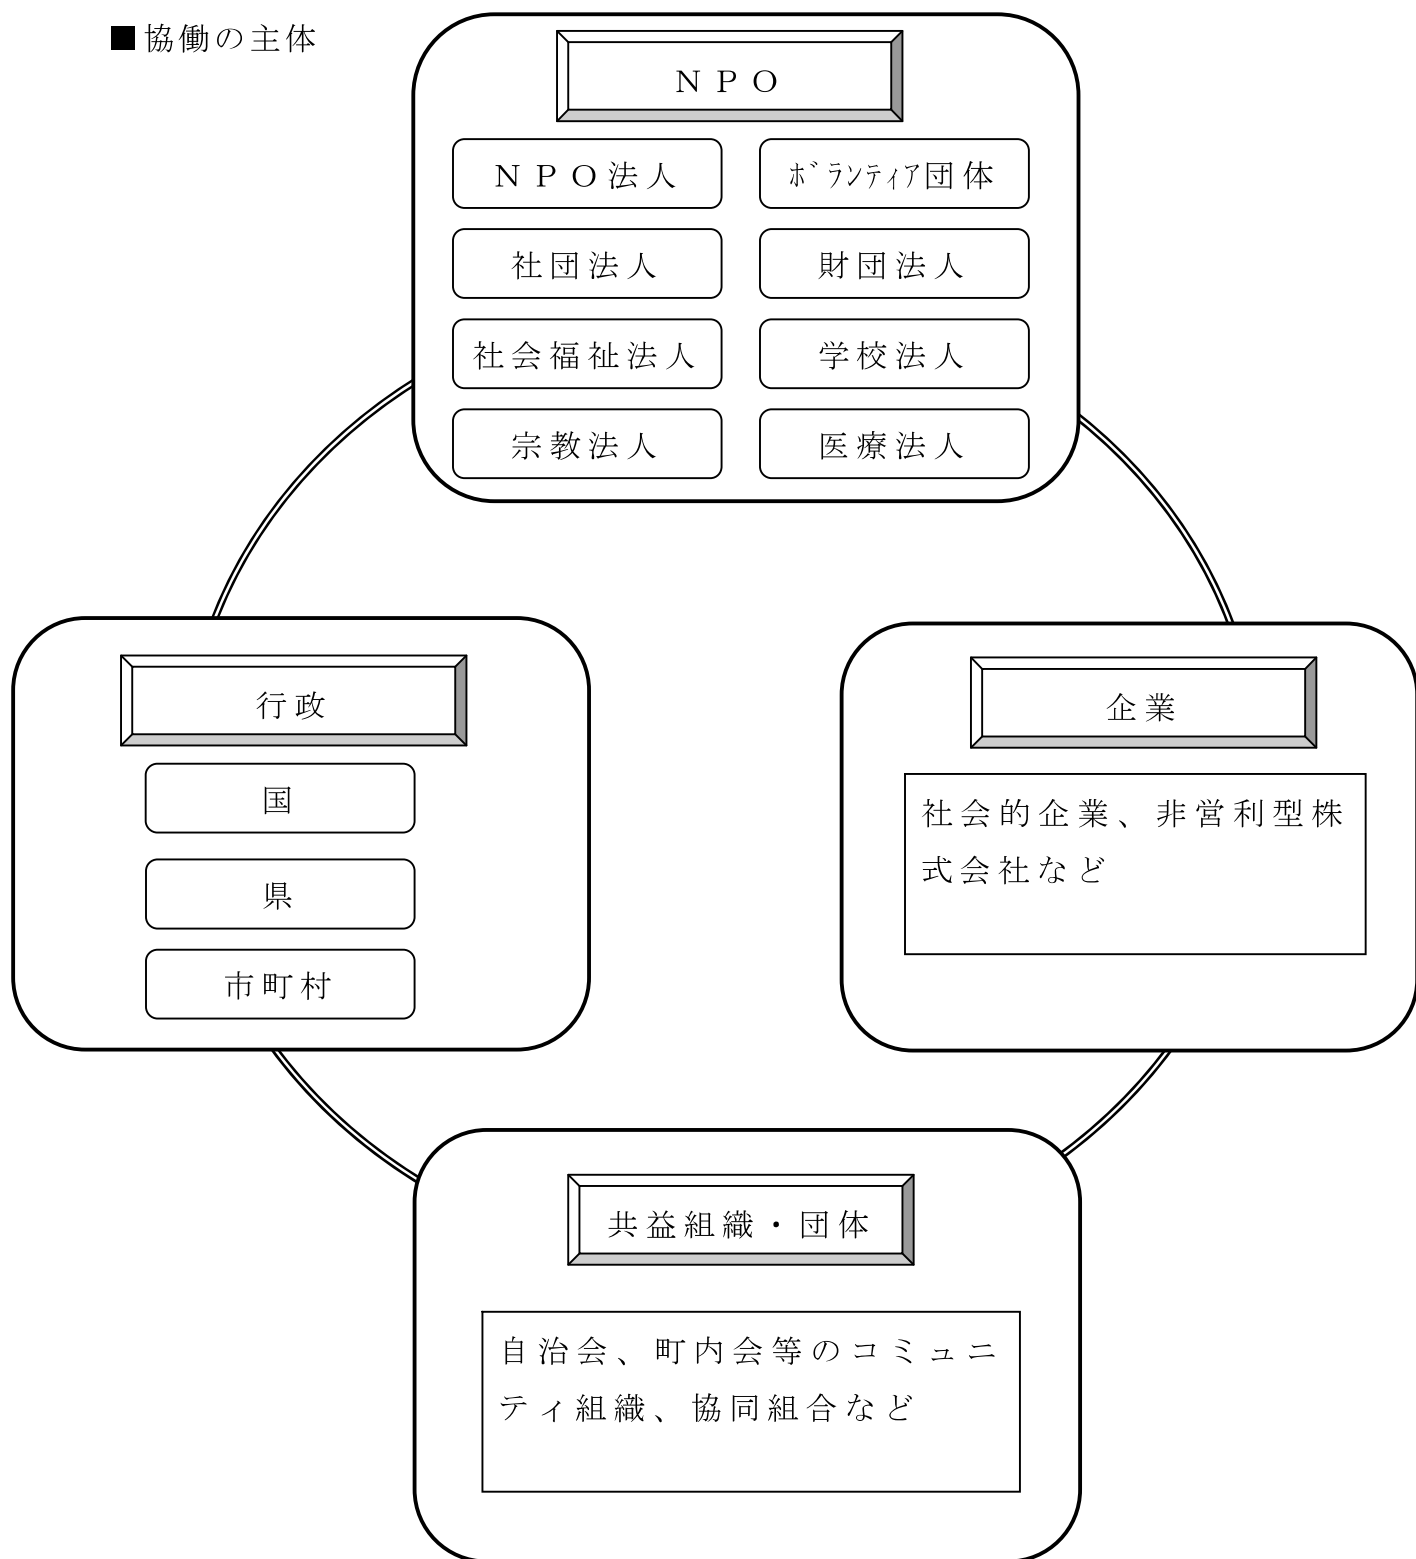 ■協働の主体
ＮＰＯ
ＮＰＯ法人
ﾎﾞﾗﾝﾃｨｱ団体
社団法人
財団法人
社会福祉法人
学校法人
宗教法人
医療法人
行政
国
県
市町村
企業
社会的企業、非営利型株
式会社など
共益組織・団体
自治会、町内会等のコミュニ
ティ組織、協同組合など